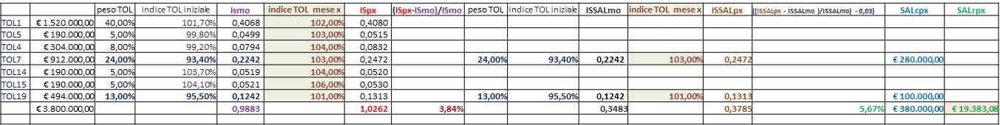 peso TOL indice TOL iniziale ISmo indice TOL mese x ISpx (ISpx-ISmo)/ISmo peso TOL indice TOL iniziale ISSALmo indice TOL mese x ISSALpx ((ISSALpx - ISSALmo )/ISSALmo) - 0,03) SALcpx SALrpx
TOL1 € 1.520.000,00 40,00% 101,70% 0,4068 102,00% 0,4080
TOL5 € 190.000,00 5,00% 99,80% 0,0499 103,00% 0,0515
TOL4 € 304.000,00 8,00% 99,20% 0,0794 104,00% 0,0832
TOL7 € 912.000,00 24,00% 93,40% 0,2242 103,00% 0,2472 24,00% 93,40% 0,2242 103,00% 0,2472 € 280.000,00
TOL14 € 190.000,00 5,00% 103,70% 0,0519 104,00% 0,0520
TOL15 € 190.000,00 5,00% 104,10% 0,0521 106,00% 0,0530
TOL19 € 494.000,00 13,00% 95,50% 0,1242 101,00% 0,1313 13,00% 95,50% 0,1242 101,00% 0,1313 € 100.000,00
€ 3.800.000,00 0,9883 1,0262 3,84% 0,3483 0,3785 5,67% € 380.000,00 € 19.383,08